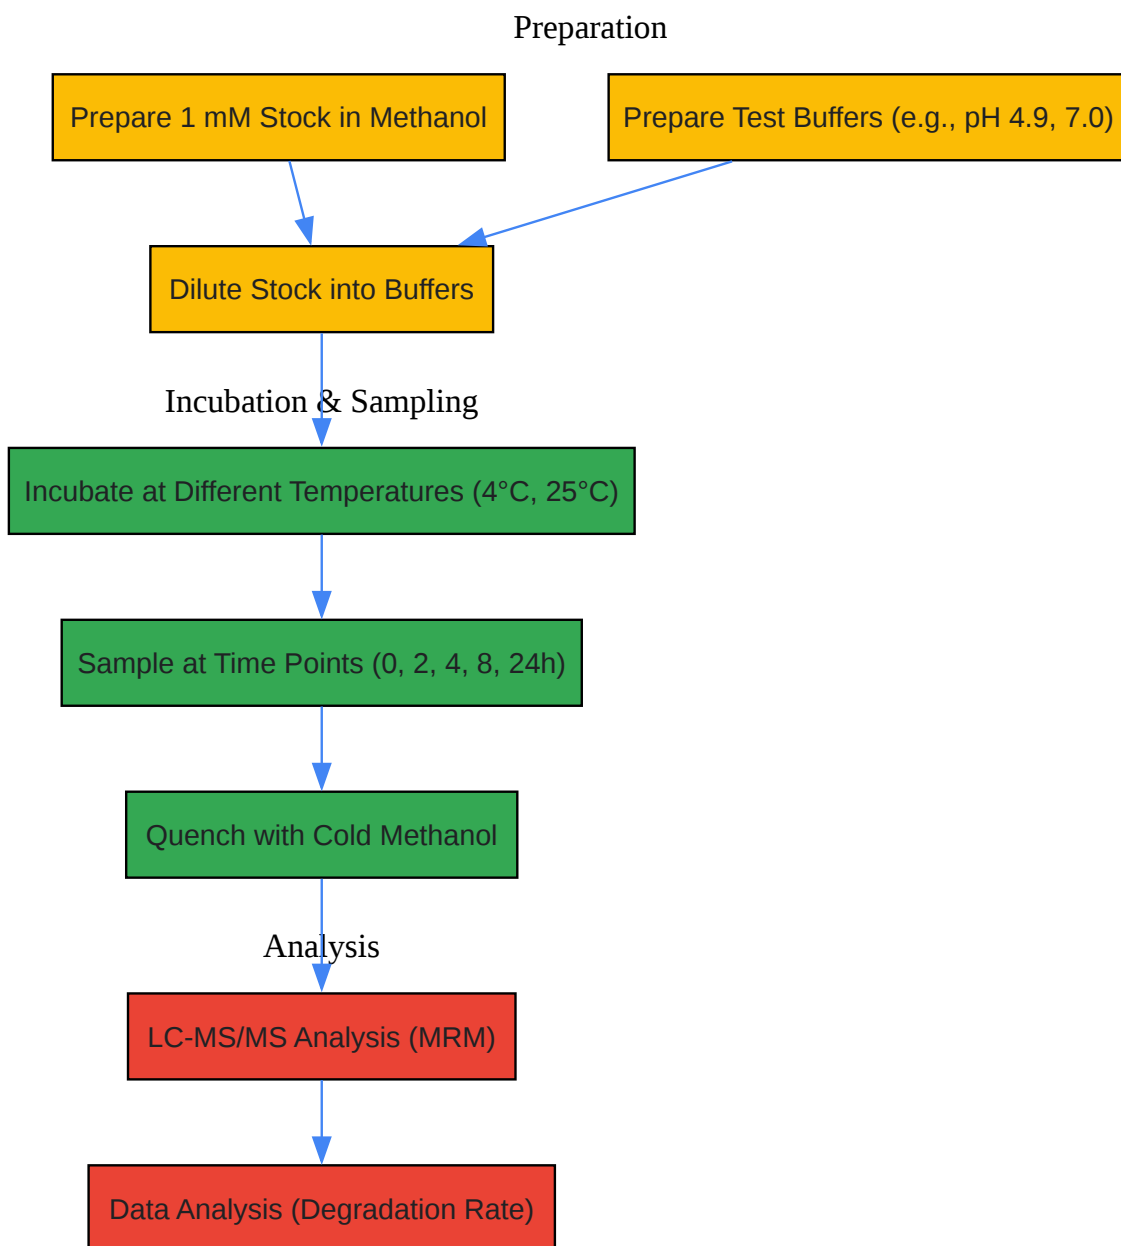 Preparation
Prepare 1 mM Stock in Methanol
Prepare Test Buffers (e.g., pH 4.9, 7.0)
Dilute Stock into Buffers
Incubation & Sampling
Incubate at Different Temperatures (4°C, 25°C)
Sample at Time Points (0, 2, 4, 8, 24h)
Quench with Cold Methanol
Analysis
LC-MS/MS Analysis (MRM)
Data Analysis (Degradation Rate)